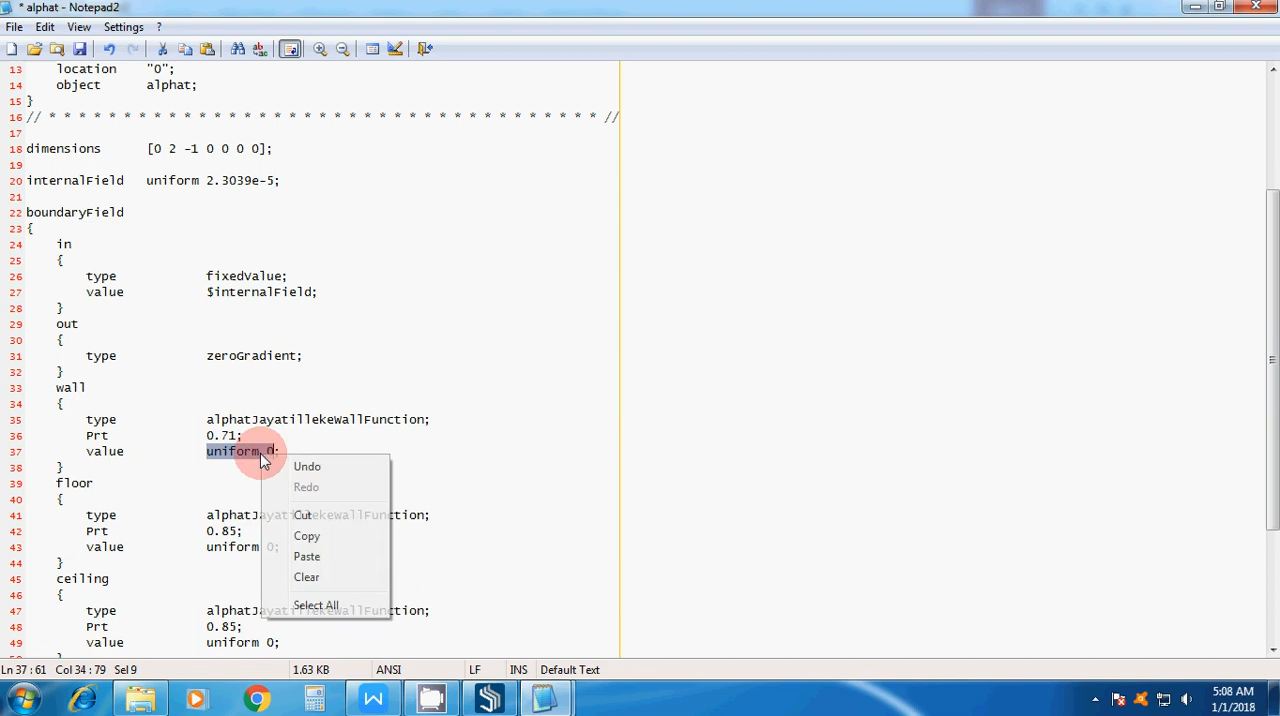 * alphat - Notepad2
File Edit View Settings ?
13 location "0";
14 object alphat;
15 }
16 // * * * * * * * * * * * * * * * * * * * * * * * * * * * * * * * * * * * * * //
17
18 dimensions [0 2 -1 0 0 0 0];
19
20 internalField uniform 2.3039e-5;
21
22 boundaryField
23 {
24 in
25 {
26 type fixedValue;
27 value $internalField;
28 }
29 out
30 {
31 type zeroGradient;
32 }
33 wall
34 {
35 type alphatJayatillekeWallFunction;
36 Prt 0.71;
37 value uniform 0;
38 }
39 floor
40 {
41 type alphatJayatillekeWallFunction;
42 Prt 0.85;
43 value uniform 0;
44 }
45 ceiling
46 {
47 type alphatJayatillekeWallFunction;
48 Prt 0.85;
49 value uniform 0;
Undo
Redo
Cut
Copy
Paste
Clear
Select All
Ln 37 : 61 Col 34 : 79 Sel 9 1.63 KB ANSI LF INS Default Text
5:08 AM
1/1/2018